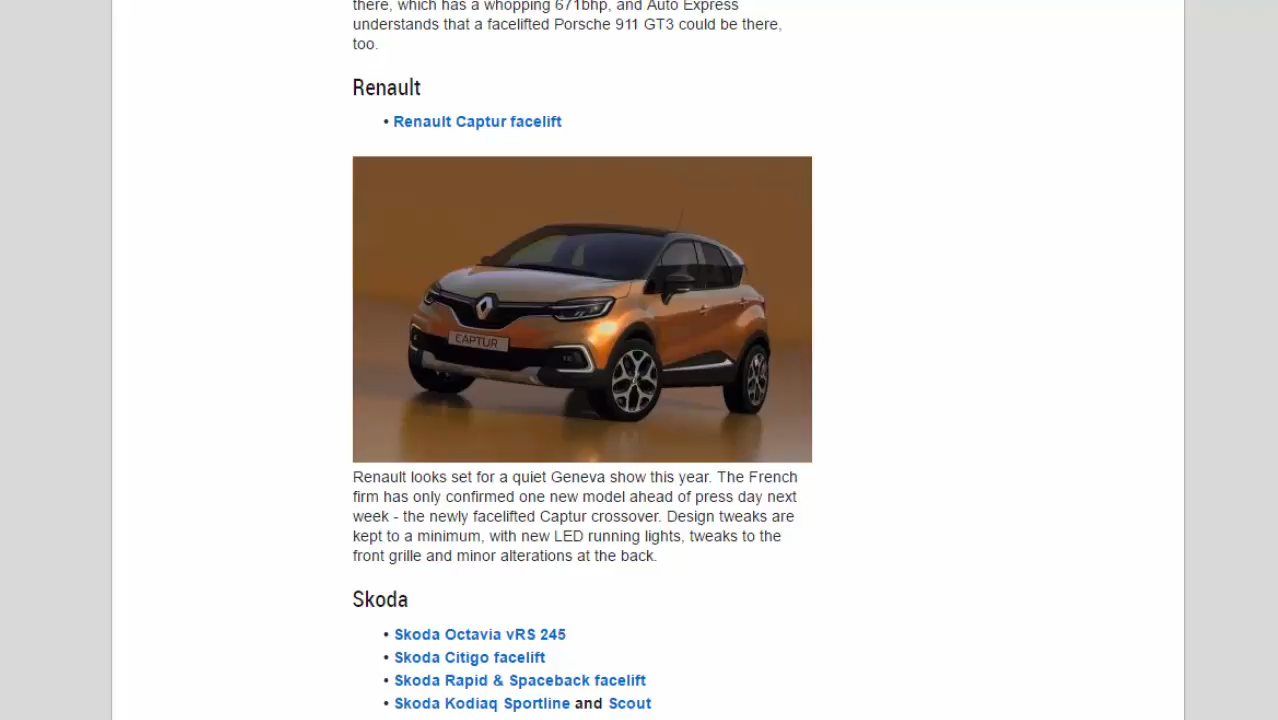 there, which has a whopping 671bhp, and Auto Express
understands that a facelifted Porsche 911 GT3 could be there,
too.
Renault
• Renault Captur facelift
CAPTUR
Renault looks set for a quiet Geneva show this year. The French
firm has only confirmed one new model ahead of press day next
week - the newly facelifted Captur crossover. Design tweaks are
kept to a minimum, with new LED running lights, tweaks to the
front grille and minor alterations at the back.
Skoda
• Skoda Octavia vRS 245
• Skoda Citigo facelift
• Skoda Rapid & Spaceback facelift
• Skoda Kodiaq Sportline and Scout